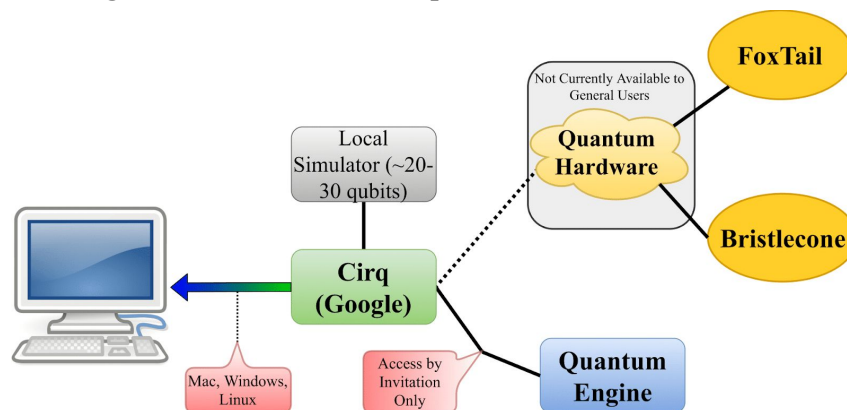 FoxTail
Not Currently Available to
General Users
Quantum
Hardware
Local
Simulator (~20-
30 qubits)
Bristlecone
Cirq
(Google)
Mac, Windows,
Linux
Access by
Invitation
Only
Quantum
Engine